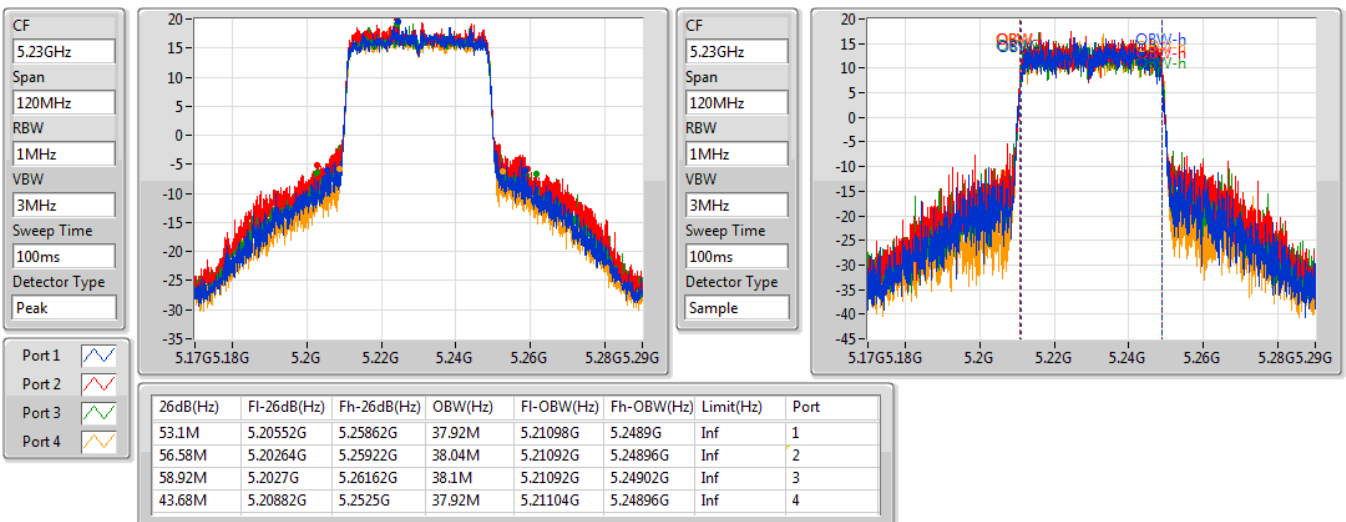 CF
5.23GHz
Span
120MHz
RBW
1MHz
VBW
3MHz
Sweep Time
100ms
Detector Type
Peak
20
15
10
5
0
-5
-10
-15
-20
-25
-30
-35
5.17G 5.18G 5.2G 5.22G 5.24G 5.26G 5.28G 5.29G
CF
5.23GHz
Span
120MHz
RBW
1MHz
VBW
3MHz
Sweep Time
100ms
Detector Type
Sample
20
15
10
5
0
-5
-10
-15
-20
-25
-30
-35
-40
-45
OBW-h
OBW-h
5.17G 5.18G 5.2G 5.22G 5.24G 5.26G 5.28G 5.29G
Port 1
Port 2
Port 3
Port 4
26dB(Hz) Fl-26dB(Hz) Fh-26dB(Hz) OBW(Hz) Fl-OBW(Hz) Fh-OBW(Hz) Limit(Hz) Port
53.1M 5.20552G 5.25862G 37.92M 5.21098G 5.2489G Inf 1
56.58M 5.20264G 5.25922G 38.04M 5.21092G 5.24896G Inf 2
58.92M 5.2027G 5.26162G 38.1M 5.21092G 5.24902G Inf 3
43.68M 5.20882G 5.2525G 37.92M 5.21104G 5.24896G Inf 4